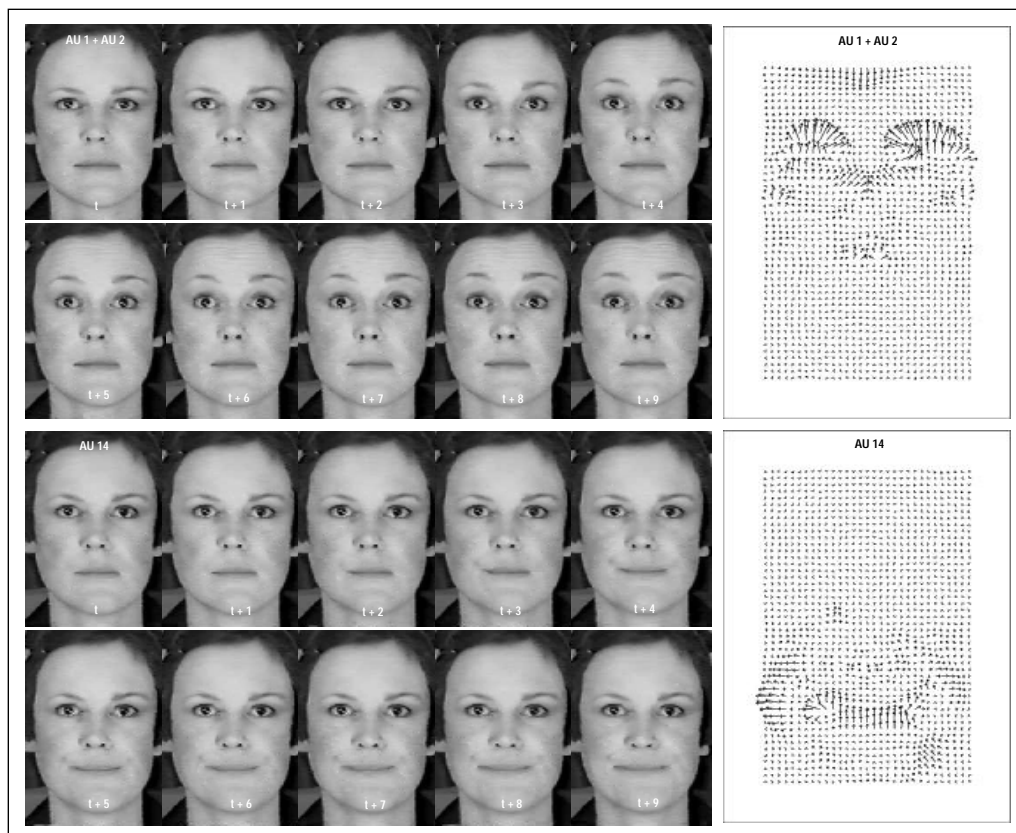 AU 1 + AU 2
t
t + 1
t + 2
t + 3
t + 4
t + 5
t + 6
t + 7
t + 8
t + 9
AU 1 + AU 2
AU 14
t
t + 1
t + 2
t + 3
t + 4
t + 5
t + 6
t + 7
t + 8
t + 9
AU 14